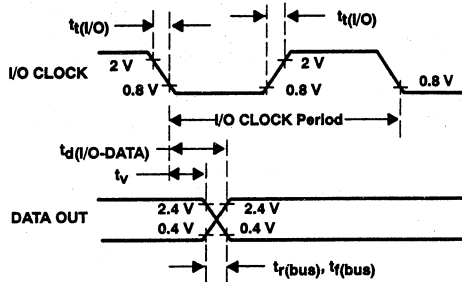 tt(I/O)
tt(I/O)
I/O CLOCK
2 V
2 V
0.8 V
0.8 V
0.8 V
I/O CLOCK Period
td(I/O-DATA)
tv
DATA OUT
2.4 V
2.4 V
0.4 V
0.4 V
tr(bus), tf(bus)